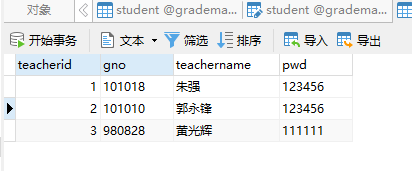 对象 student @gradema... student @gradema...
开始事务 文本 筛选 排序 导入 导出
teacherid gno teachername pwd
1 101018 朱强 123456
2 101010 郭永锋 123456
3 980828 黄光辉 111111